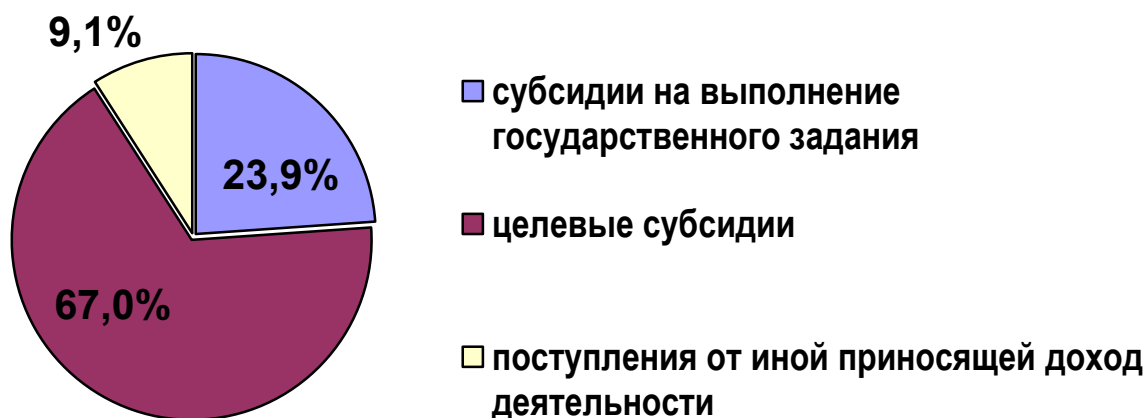 9,1%
23,9%
67,0%
субсидии на выполнение
государственного задания
целевые субсидии
поступления от иной приносящей доход
деятельности